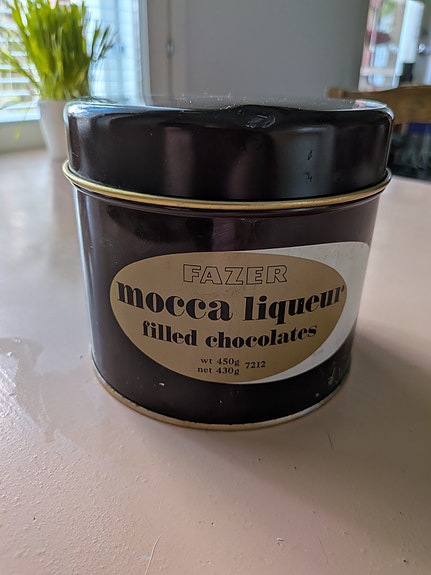 FAZER
mocca liqueur
filled chocolates
wt 450g 7212
net 430g